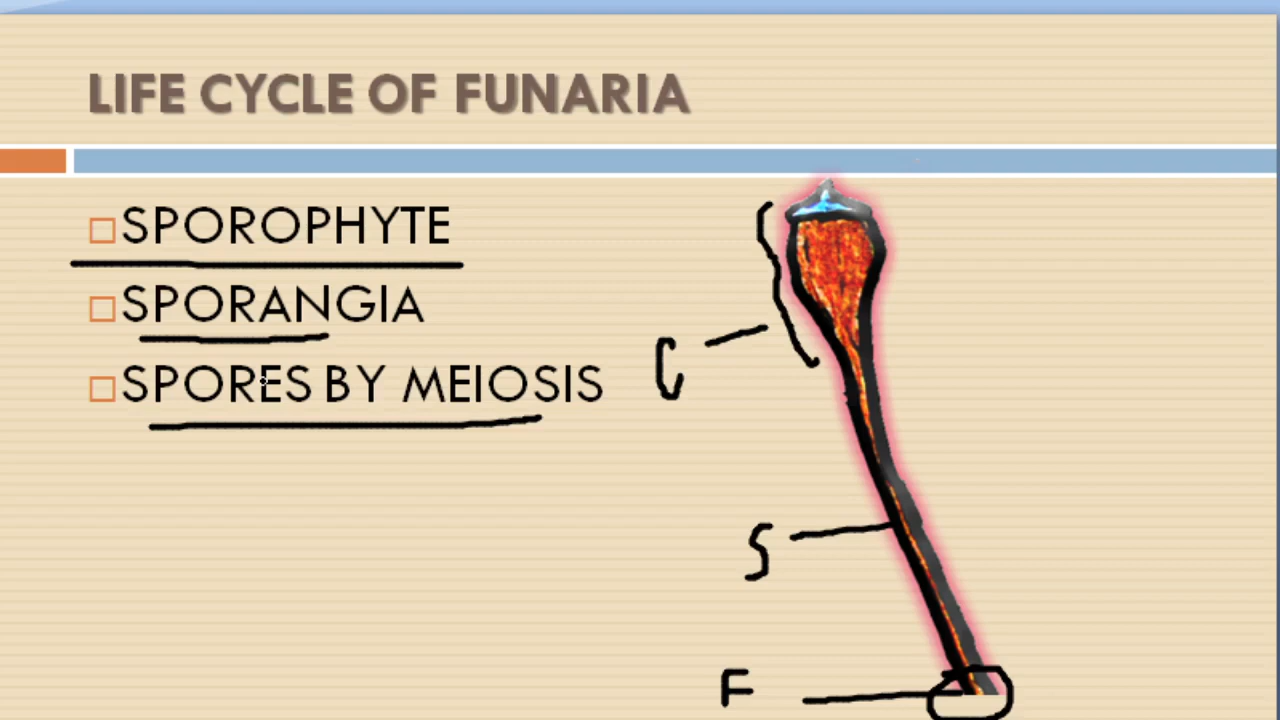 LIFE CYCLE OF FUNARIA
SPOROPHYTE
SPORANGIA
SPORES BY MEIOSIS
C
S
F